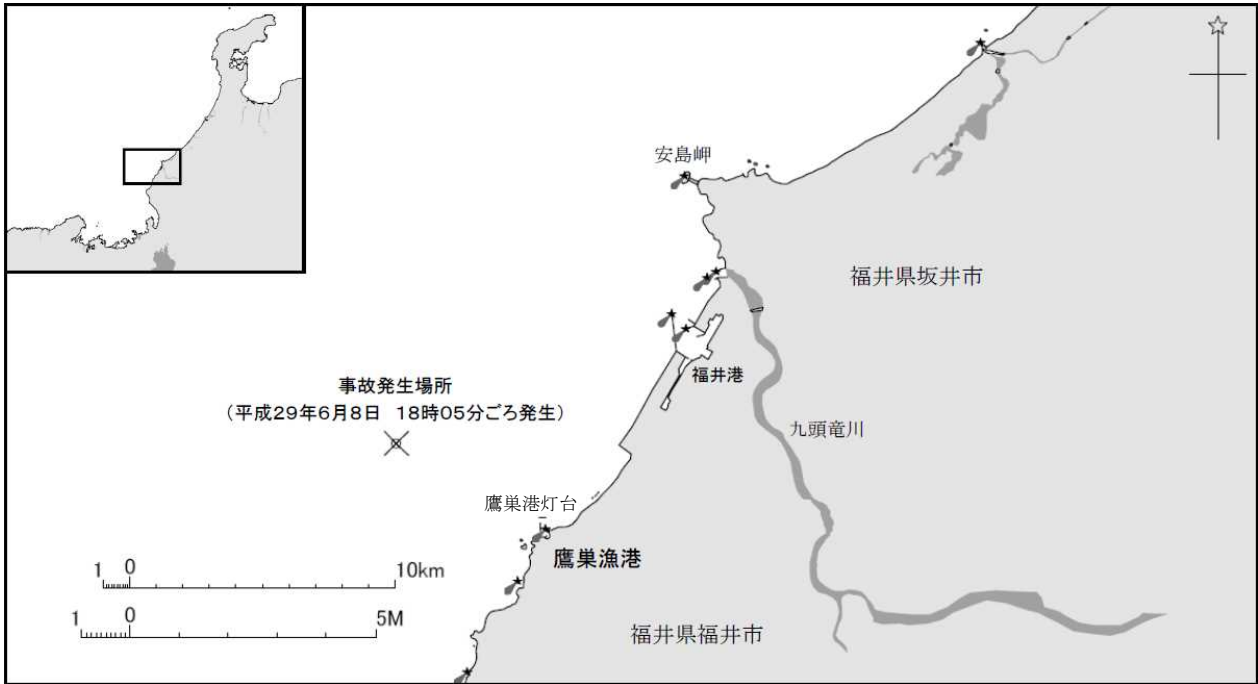 安島岬
福井県坂井市
福井港
事故発生場所
（平成29年6月8日 18時05分ごろ発生）
九頭竜川
鷹巣港灯台
鷹巣漁港
1 0 10km
1 0 5M
福井県福井市